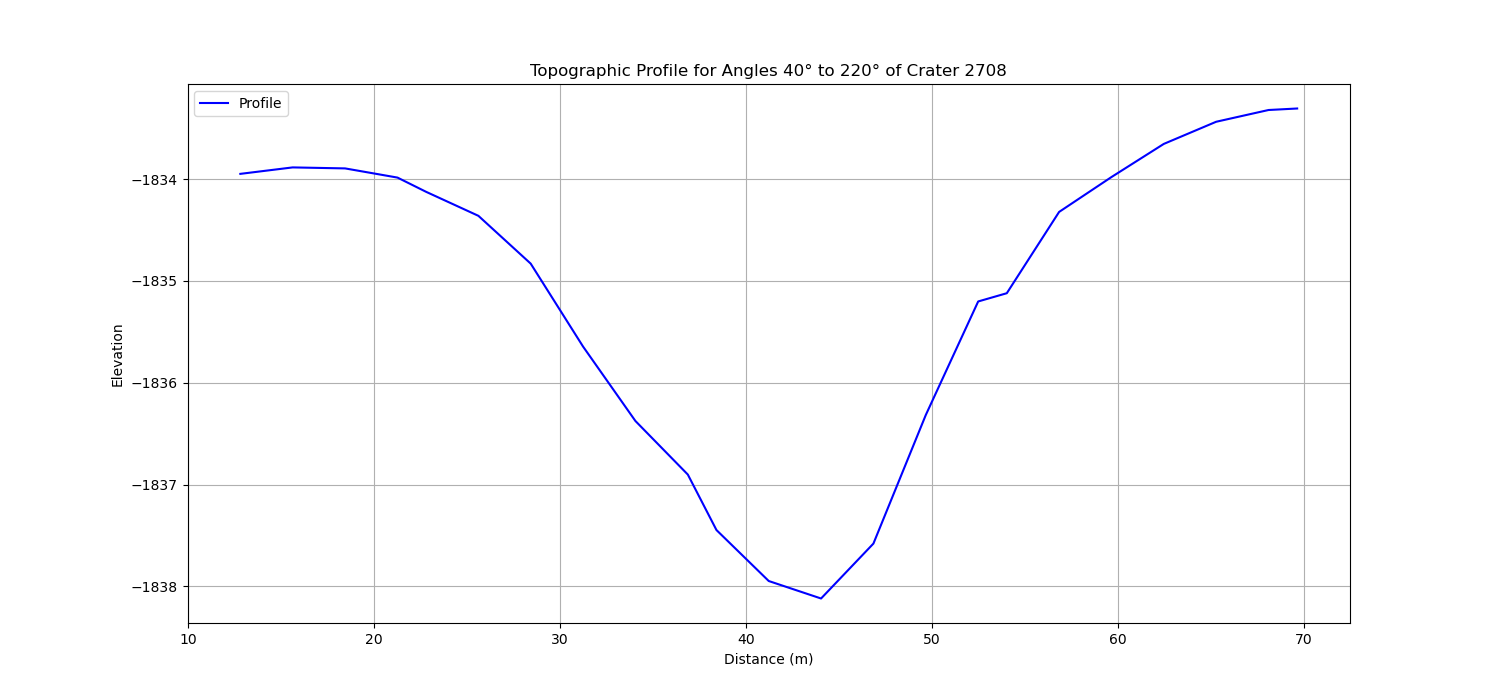 Topographic Profile for Angles 40° to 220° of Crater 2708
Profile
−1834
−1835
−1836
−1837
−1838
Elevation
10 20 30 40 50 60 70
Distance (m)